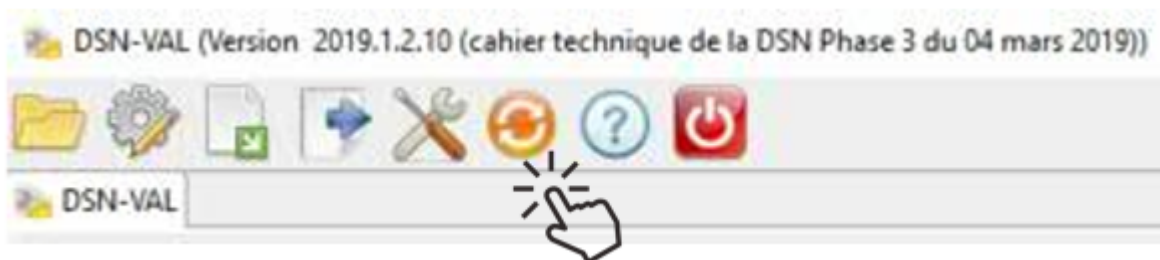 DSN-VAL (Version 2019.1.2.10 (cahier technique de la DSN Phase 3 du 04 mars 2019))
?
DSN-VAL